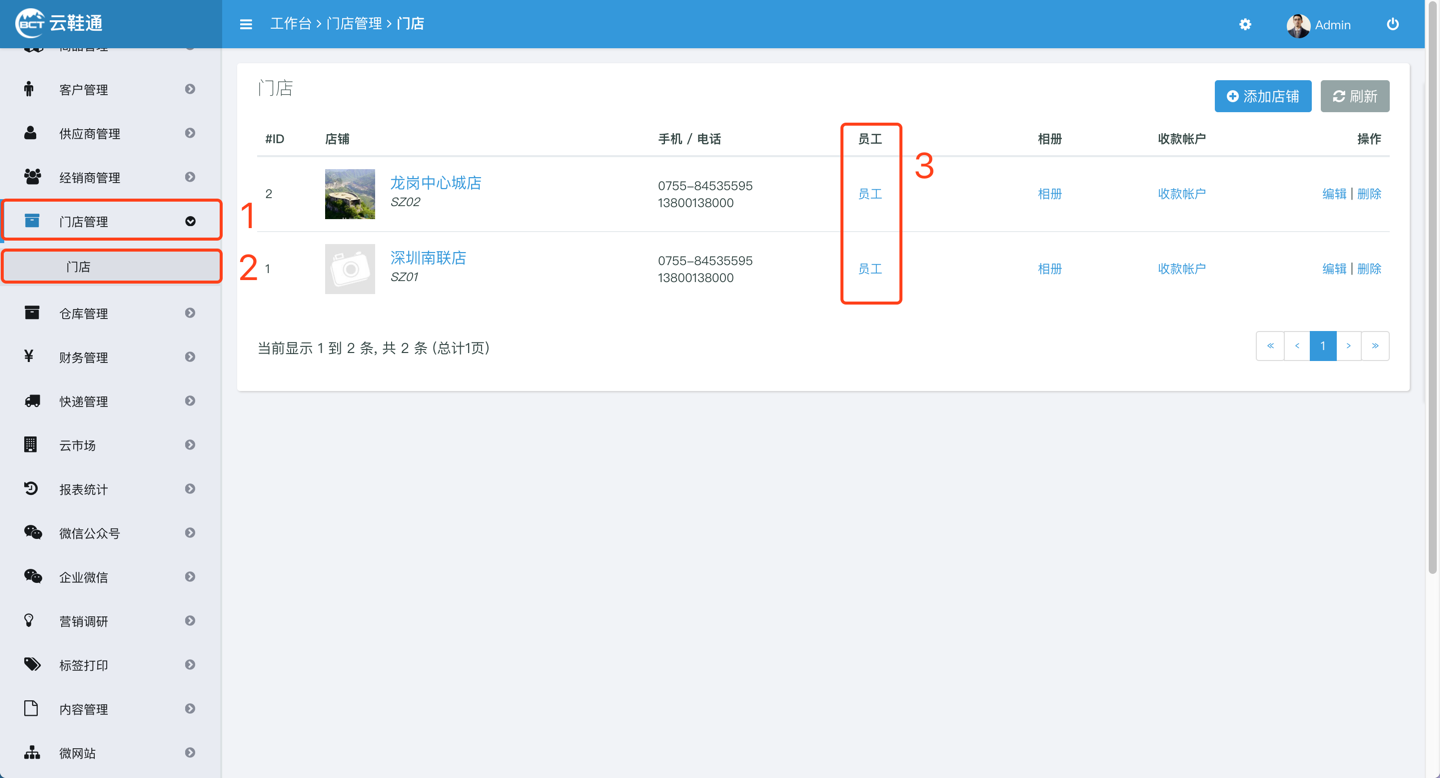 BCT 云鞋通
工作台 > 门店管理 > 门店
Admin
商品管理
客户管理
供应商管理
经销商管理
门店管理
1
门店
2
仓库管理
财务管理
快递管理
云市场
报表统计
微信公众号
企业微信
营销调研
标签打印
内容管理
微网站
门店
添加店铺 刷新
#ID 店铺 手机 / 电话 员工 相册 收款帐户 操作
3
2 龙岗中心城店 0755-84535595 员工 相册 收款帐户 编辑 | 删除
SZ02 13800138000
1 深圳南联店 0755-84535595 员工 相册 收款帐户 编辑 | 删除
SZ01 13800138000
当前显示 1 到 2 条, 共 2 条 (总计1页)
« ‹ 1 › »